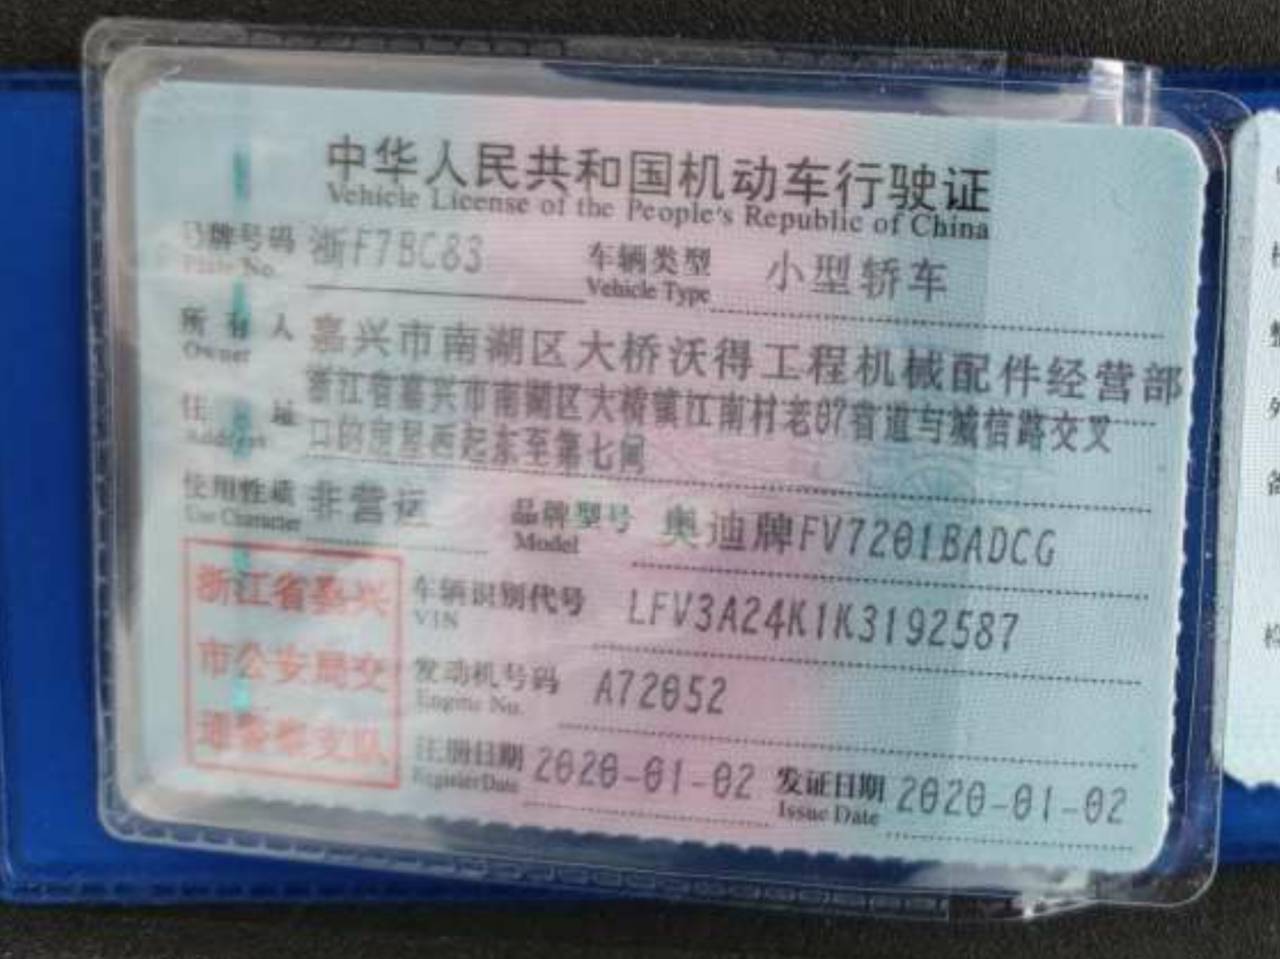 中华人民共和国机动车行驶证
Vehicle License of the People's Republic of China
号牌号码 浙F7BC83 车辆类型 小型轿车
Plate No. Vehicle Type
所有人 嘉兴市南湖区大桥沃得工程机械配件经营部
Owner
住址 浙江省嘉兴市南湖区大桥镇江南村老07省道与城信路交叉
Address 口的房屋西起东至第七间
使用性质 非营运 品牌型号 奥迪牌FV7201BADCG
Use Character Model
浙江省嘉兴 车辆识别代号 LFV3A24K1K3192587
VIN
市公安局交 发动机号码 A72052
Engine No.
通警察支队 注册日期 2020-01-02 发证日期 2020-01-02
Register Date Issue Date